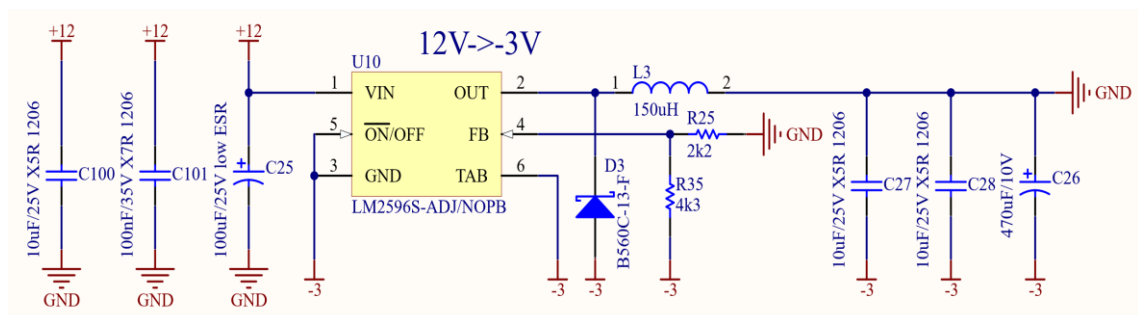 12V->-3V
+12
+12
+12
U10
1
VIN
OUT
2
5
ON/OFF
FB
4
3
GND
TAB
6
LM2596S-ADJ/NOPB
10uF/25V X5R 1206
C100
GND
100nF/35V X7R 1206
C101
GND
100uF/25V low ESR
+
C25
GND
-3
-3
D3
B560C-13-F
-3
L3
1
2
150uH
R25
2k2
GND
R35
4k3
-3
10uF/25V X5R 1206
C27
-3
10uF/25V X5R 1206
C28
-3
470uF/10V
+
C26
-3
GND